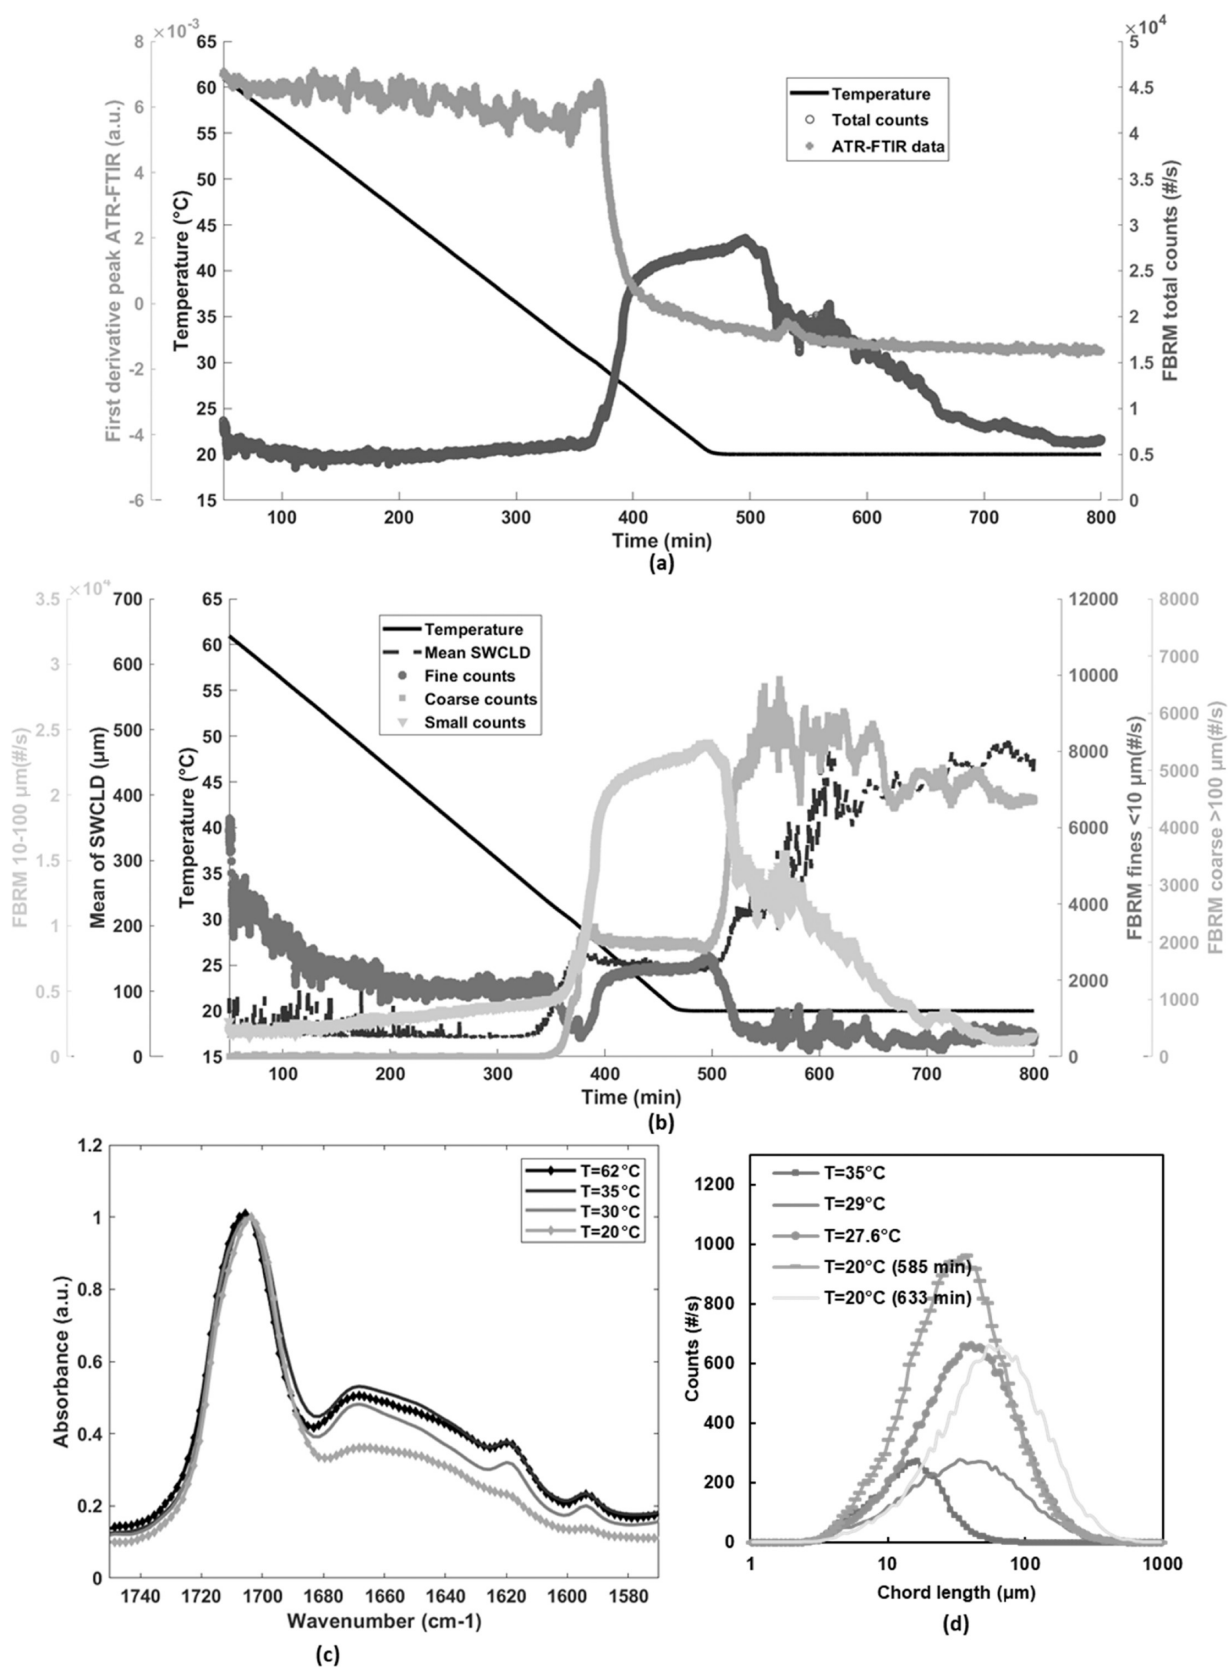 ×10⁻³
×10⁴
8
6
4
2
0
-2
-4
-6
First derivative peak ATR-FTIR (a.u.)
65
60
55
50
45
40
35
30
25
20
15
Temperature (°C)
Temperature
Total counts
ATR-FTIR data
5
4.5
4
3.5
3
2.5
2
1.5
1
0.5
0
FBRM total counts (#/s)
100 200 300 400 500 600 700 800
Time (min)
(a)
3.5
3
2.5
2
1.5
1
0.5
0
FBRM 10-100 µm(#/s)
700
600
500
400
300
200
100
0
Mean of SWCLD (µm)
65
60
55
50
45
40
35
30
25
20
15
Temperature (°C)
Temperature
Mean SWCLD
Fine counts
Coarse counts
Small counts
12000
10000
8000
6000
4000
2000
0
FBRM fines <10 µm(#/s)
8000
7000
6000
5000
4000
3000
2000
1000
0
FBRM coarse >100 µm(#/s)
100 200 300 400 500 600 700 800
Time (min)
(b)
1.2
1
0.8
0.6
0.4
0.2
0
Absorbance (a.u.)
T=62°C
T=35°C
T=30°C
T=20°C
1740 1720 1700 1680 1660 1640 1620 1600 1580
Wavenumber (cm-1)
(c)
1200
1000
800
600
400
200
0
Counts (#/s)
T=35°C
T=29°C
T=27.6°C
T=20°C (585 min)
T=20°C (633 min)
1 10 100 1000
Chord length (µm)
(d)